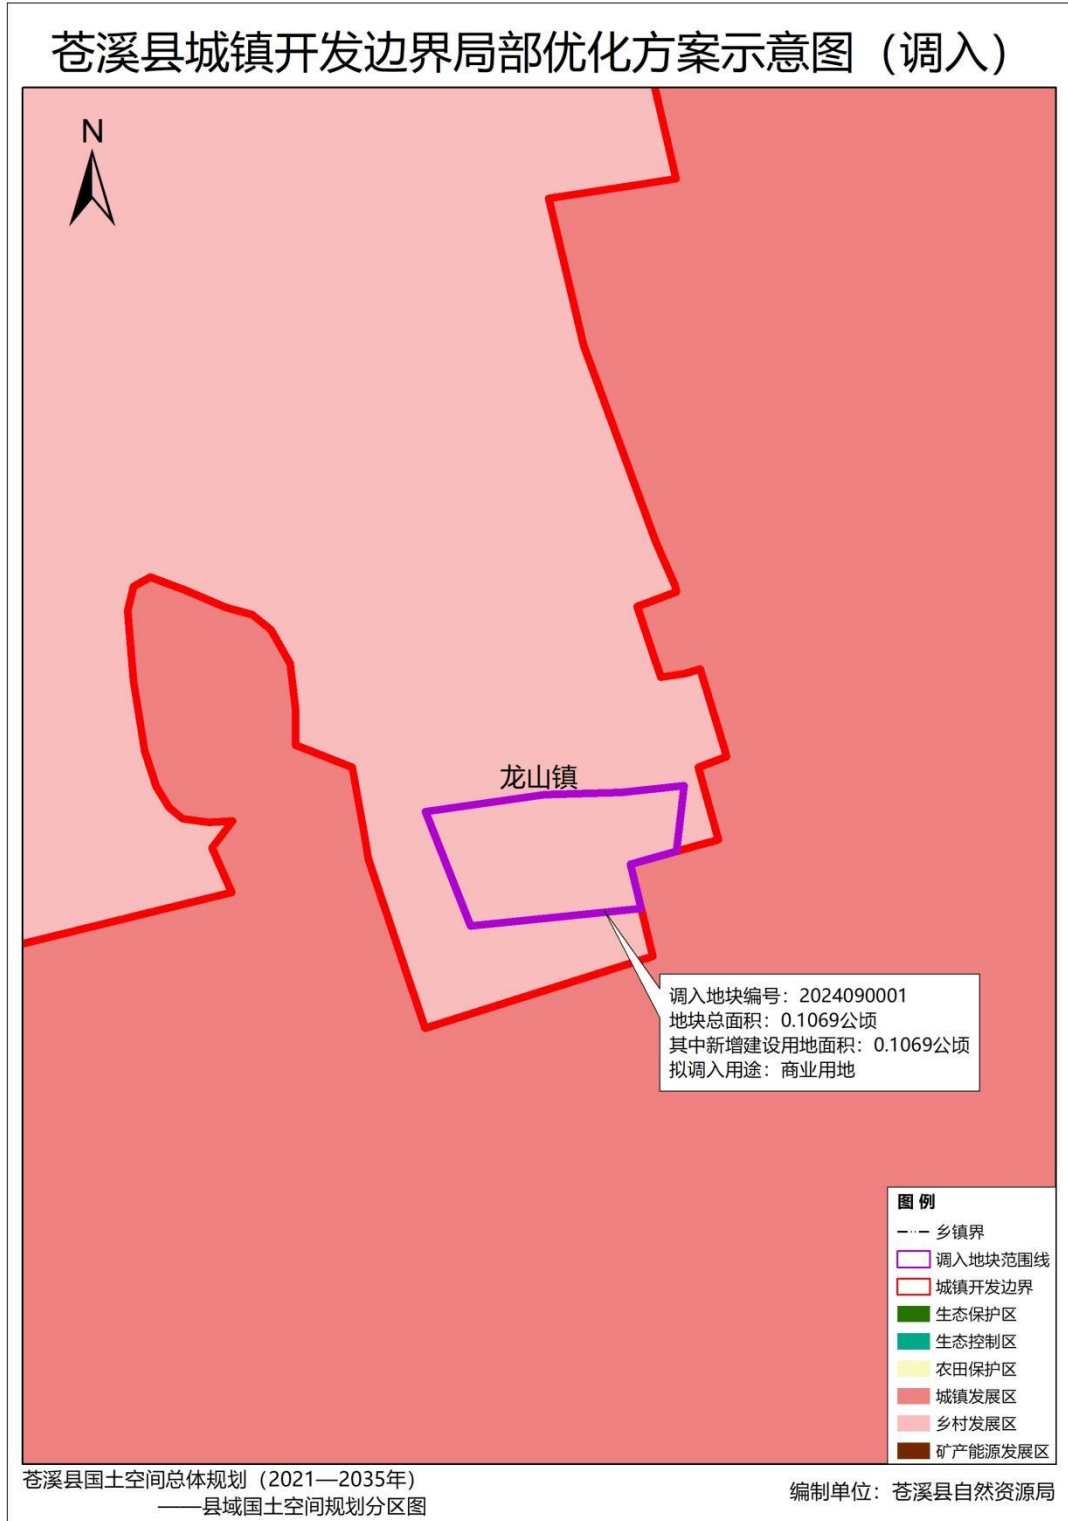 苍溪县城镇开发边界局部优化方案示意图（调入）
N
龙山镇
调入地块编号：2024090001
地块总面积：0.1069公顷
其中新增建设用地面积：0.1069公顷
拟调入用途：商业用地
图 例
乡镇界
调入地块范围线
城镇开发边界
生态保护区
生态控制区
农田保护区
城镇发展区
乡村发展区
矿产能源发展区
苍溪县国土空间总体规划（2021—2035年）
——县域国土空间规划分区图
编制单位：苍溪县自然资源局